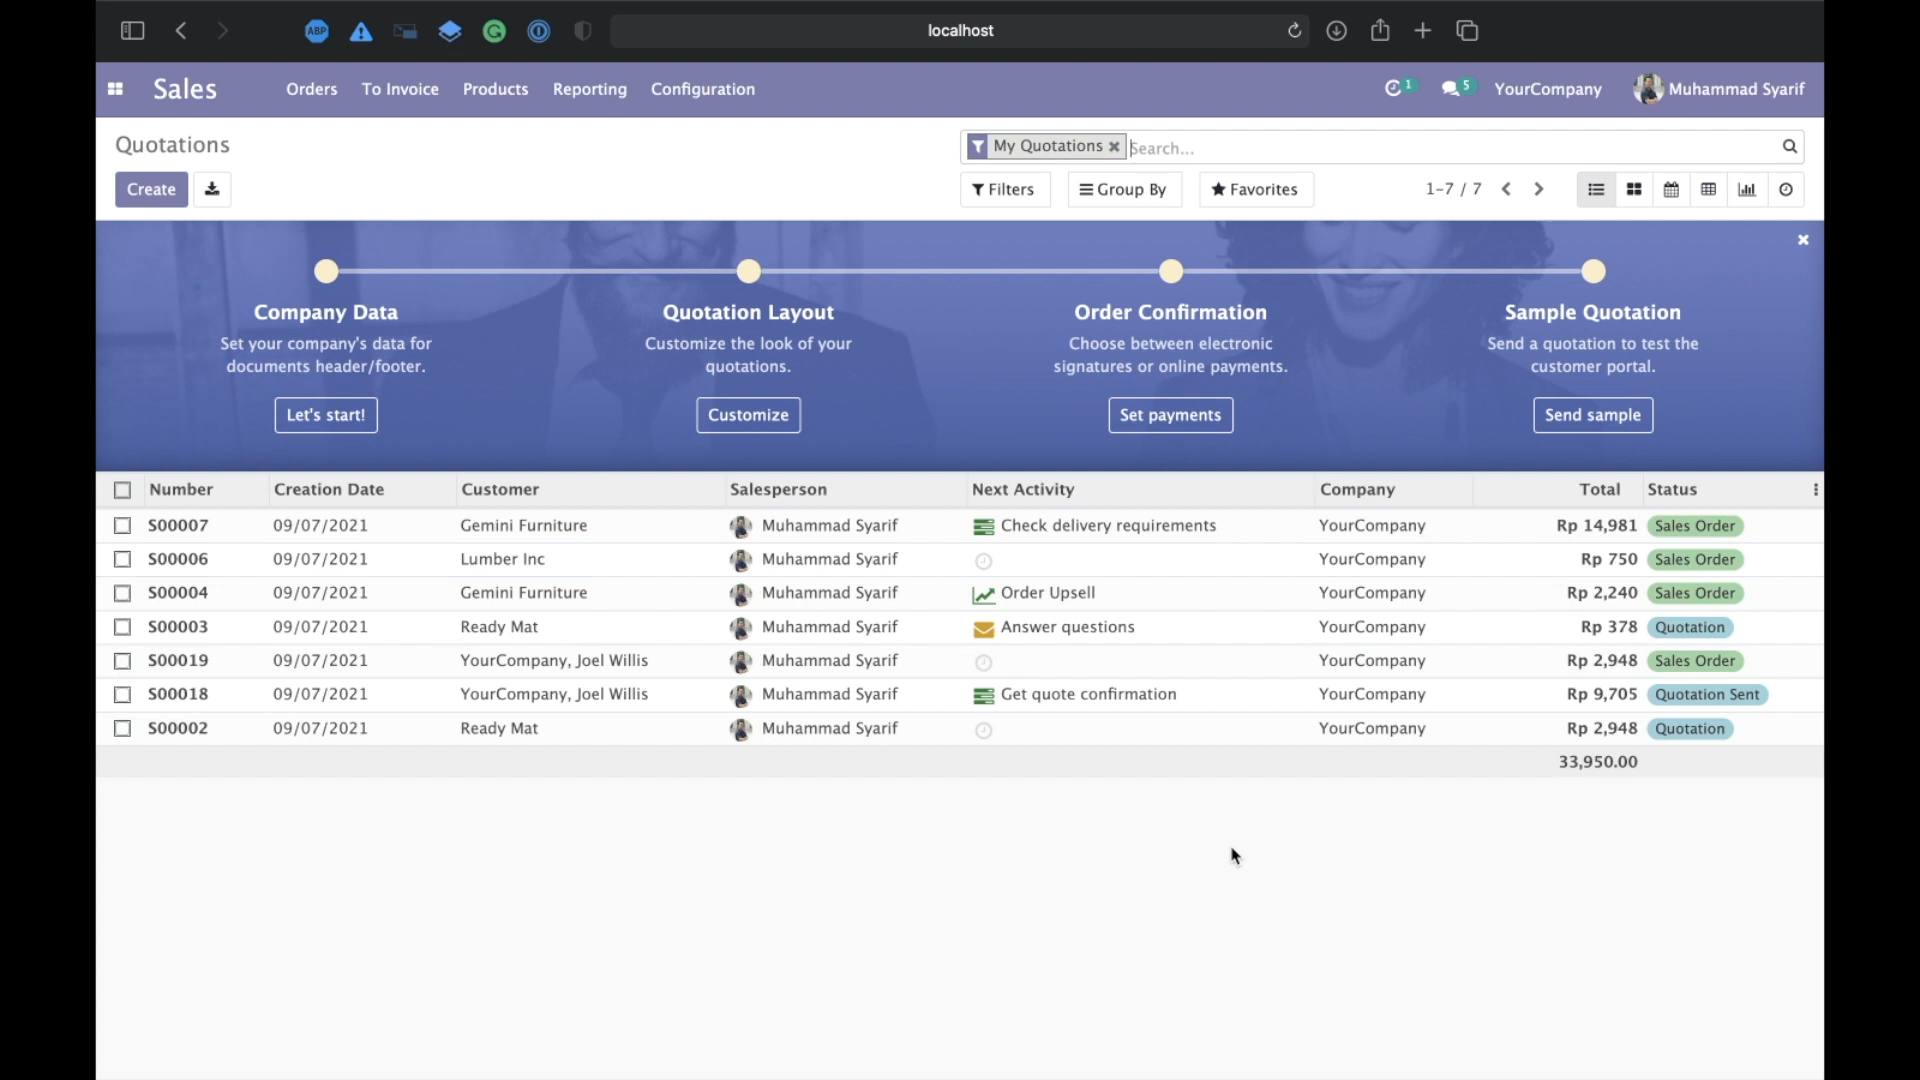 ABP
localhost
Sales Orders To Invoice Products Reporting Configuration 1 5 YourCompany Muhammad Syarif
Quotations My Quotations Search...
Create Filters Group By Favorites 1-7 / 7
Company Data Quotation Layout Order Confirmation Sample Quotation
Set your company's data for Customize the look of your Choose between electronic Send a quotation to test the
documents header/footer. quotations. signatures or online payments. customer portal.
Let's start! Customize Set payments Send sample
Number Creation Date Customer Salesperson Next Activity Company Total Status
S00007 09/07/2021 Gemini Furniture Muhammad Syarif Check delivery requirements YourCompany Rp 14,981 Sales Order
S00006 09/07/2021 Lumber Inc Muhammad Syarif YourCompany Rp 750 Sales Order
S00004 09/07/2021 Gemini Furniture Muhammad Syarif Order Upsell YourCompany Rp 2,240 Sales Order
S00003 09/07/2021 Ready Mat Muhammad Syarif Answer questions YourCompany Rp 378 Quotation
S00019 09/07/2021 YourCompany, Joel Willis Muhammad Syarif YourCompany Rp 2,948 Sales Order
S00018 09/07/2021 YourCompany, Joel Willis Muhammad Syarif Get quote confirmation YourCompany Rp 9,705 Quotation Sent
S00002 09/07/2021 Ready Mat Muhammad Syarif YourCompany Rp 2,948 Quotation
33,950.00